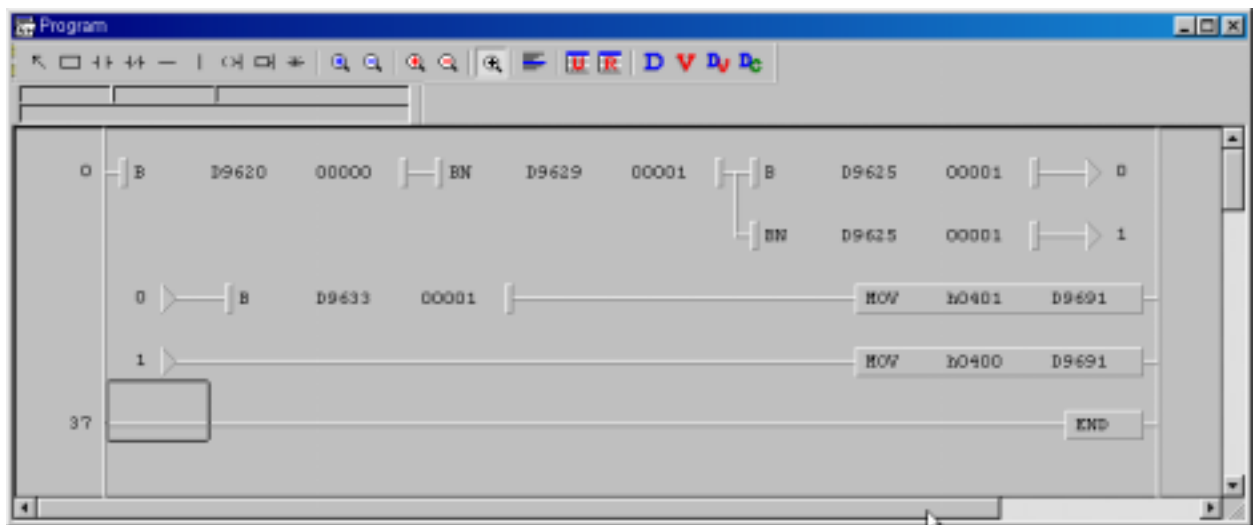 Program
U R D V DU DC
0 B D9620 00000 BN D9629 00001 B D9625 00001 0
BN D9625 00001 1
0 B D9633 00001 MOV h0401 D9691
1 MOV h0400 D9691
37 END